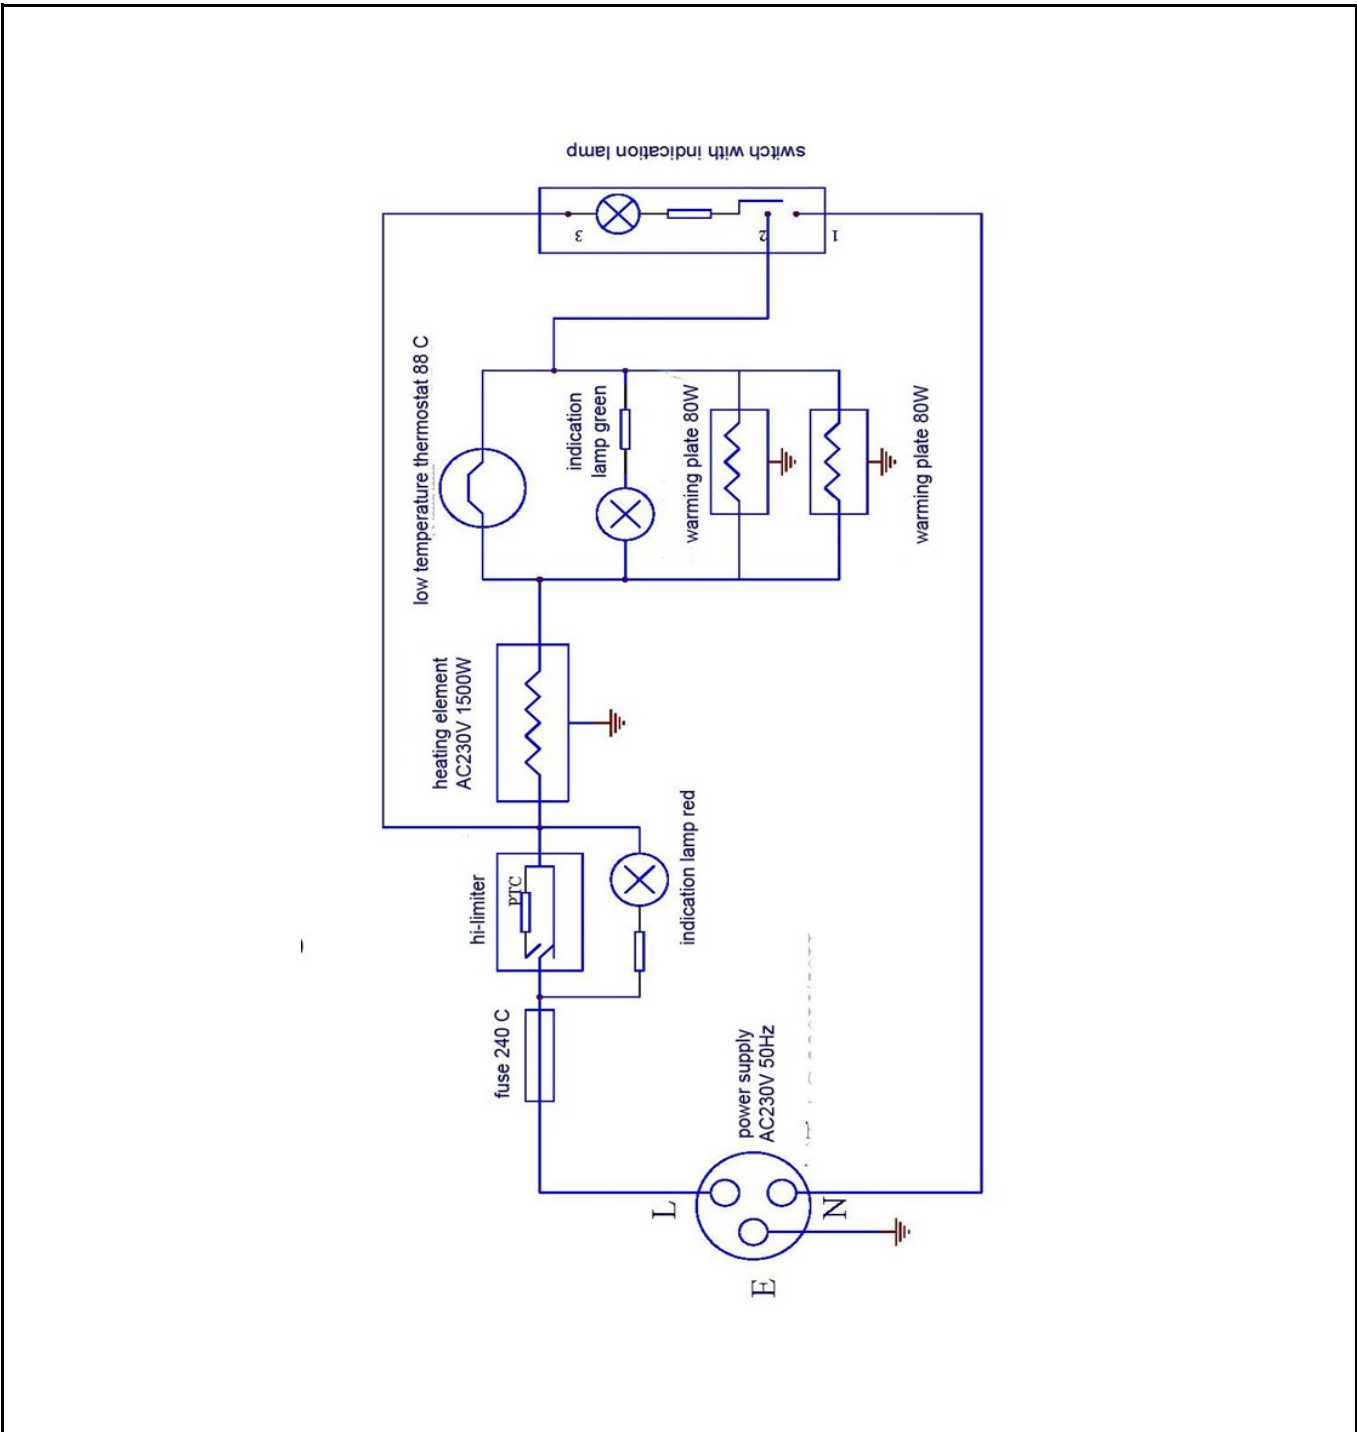 switch with indication lamp
3
2
1
low temperature thermostat 88 C
indication
lamp green
warming plate 80W
warming plate 80W
heating element
AC230V 1500W
hi-limiter
PTC
indication lamp red
fuse 240 C
power supply
AC230V 50Hz
L
N
E